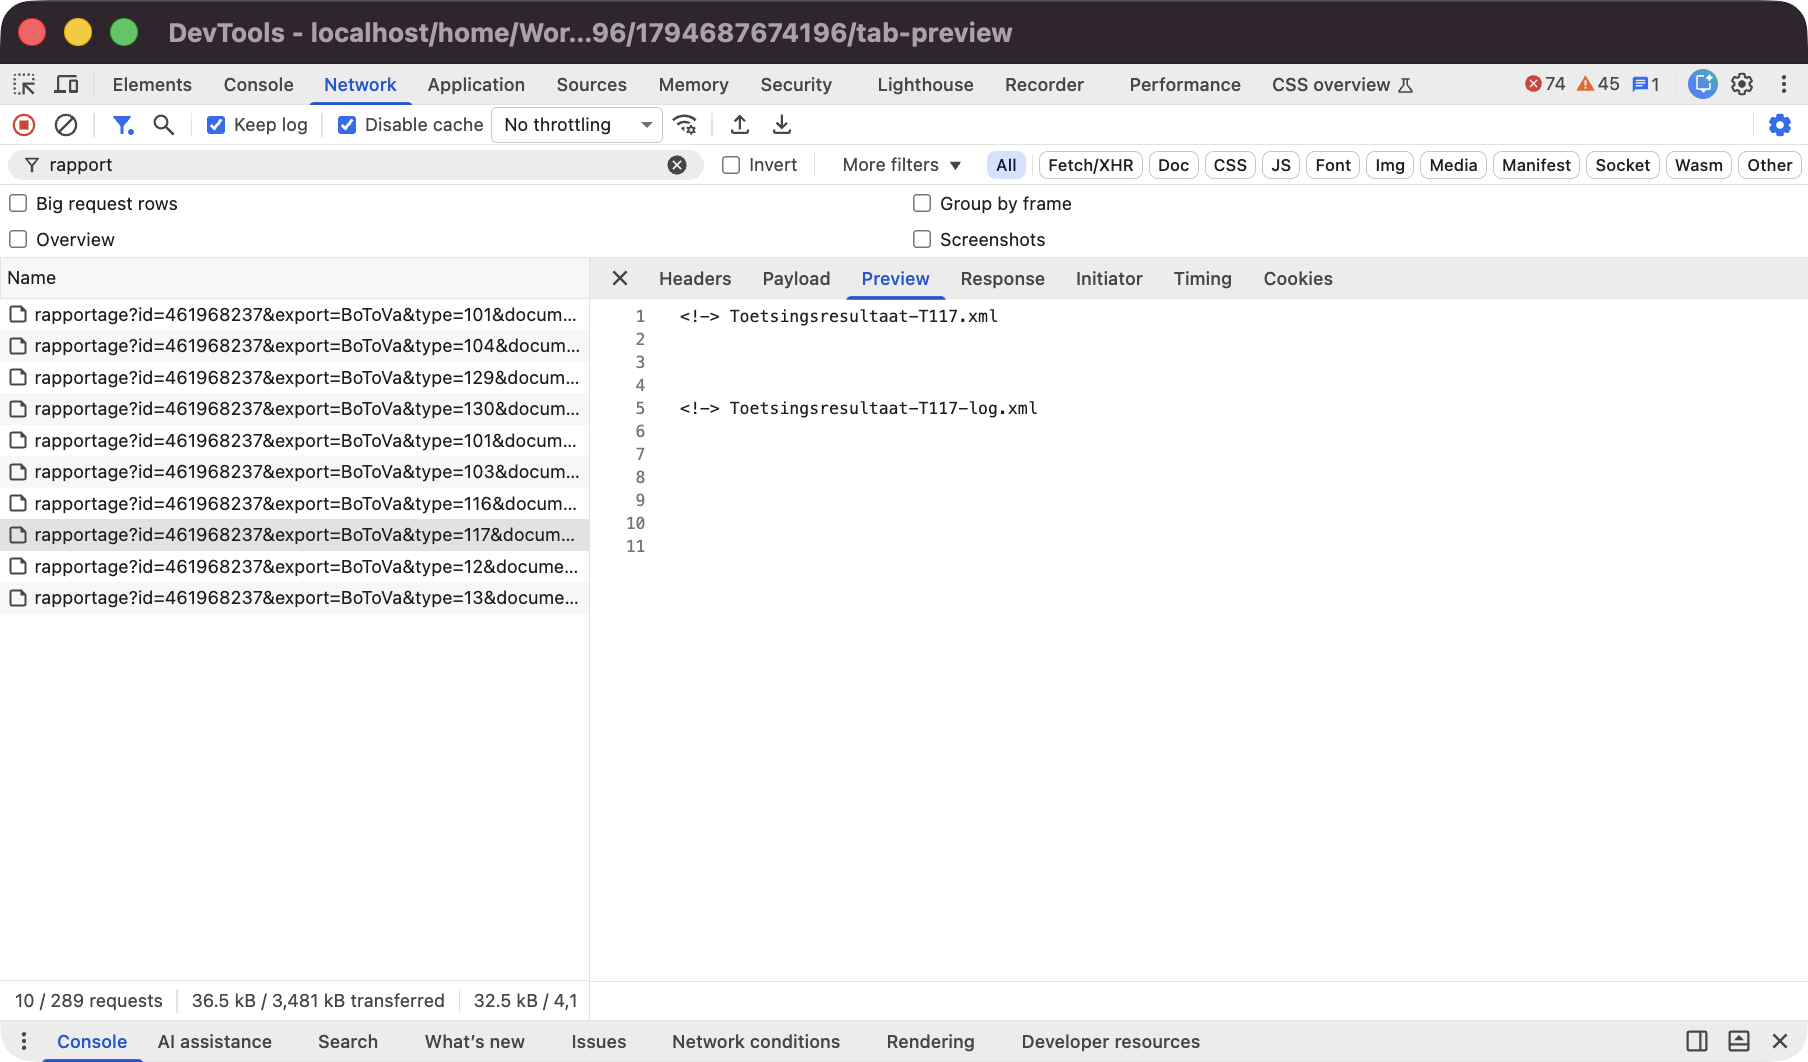 DevTools - localhost/home/Wor...96/1794687674196/tab-preview
Elements Console Network Application Sources Memory Security Lighthouse Recorder Performance CSS overview 74 45 1
Keep log Disable cache No throttling
rapport Invert More filters All Fetch/XHR Doc CSS JS Font Img Media Manifest Socket Wasm Other
Big request rows Group by frame
Overview Screenshots
Name
Headers Payload Preview Response Initiator Timing Cookies
rapportage?id=461968237&export=BoToVa&type=101&docum...
rapportage?id=461968237&export=BoToVa&type=104&docum...
rapportage?id=461968237&export=BoToVa&type=129&docum...
rapportage?id=461968237&export=BoToVa&type=130&docum...
rapportage?id=461968237&export=BoToVa&type=101&docum...
rapportage?id=461968237&export=BoToVa&type=103&docum...
rapportage?id=461968237&export=BoToVa&type=116&docum...
rapportage?id=461968237&export=BoToVa&type=117&docum...
rapportage?id=461968237&export=BoToVa&type=12&docume...
rapportage?id=461968237&export=BoToVa&type=13&docume...
1 <!-> Toetsingsresultaat-T117.xml
2
3
4
5 <!-> Toetsingsresultaat-T117-log.xml
6
7
8
9
10
11
10 / 289 requests 36.5 kB / 3,481 kB transferred 32.5 kB / 4,1
Console AI assistance Search What's new Issues Network conditions Rendering Developer resources